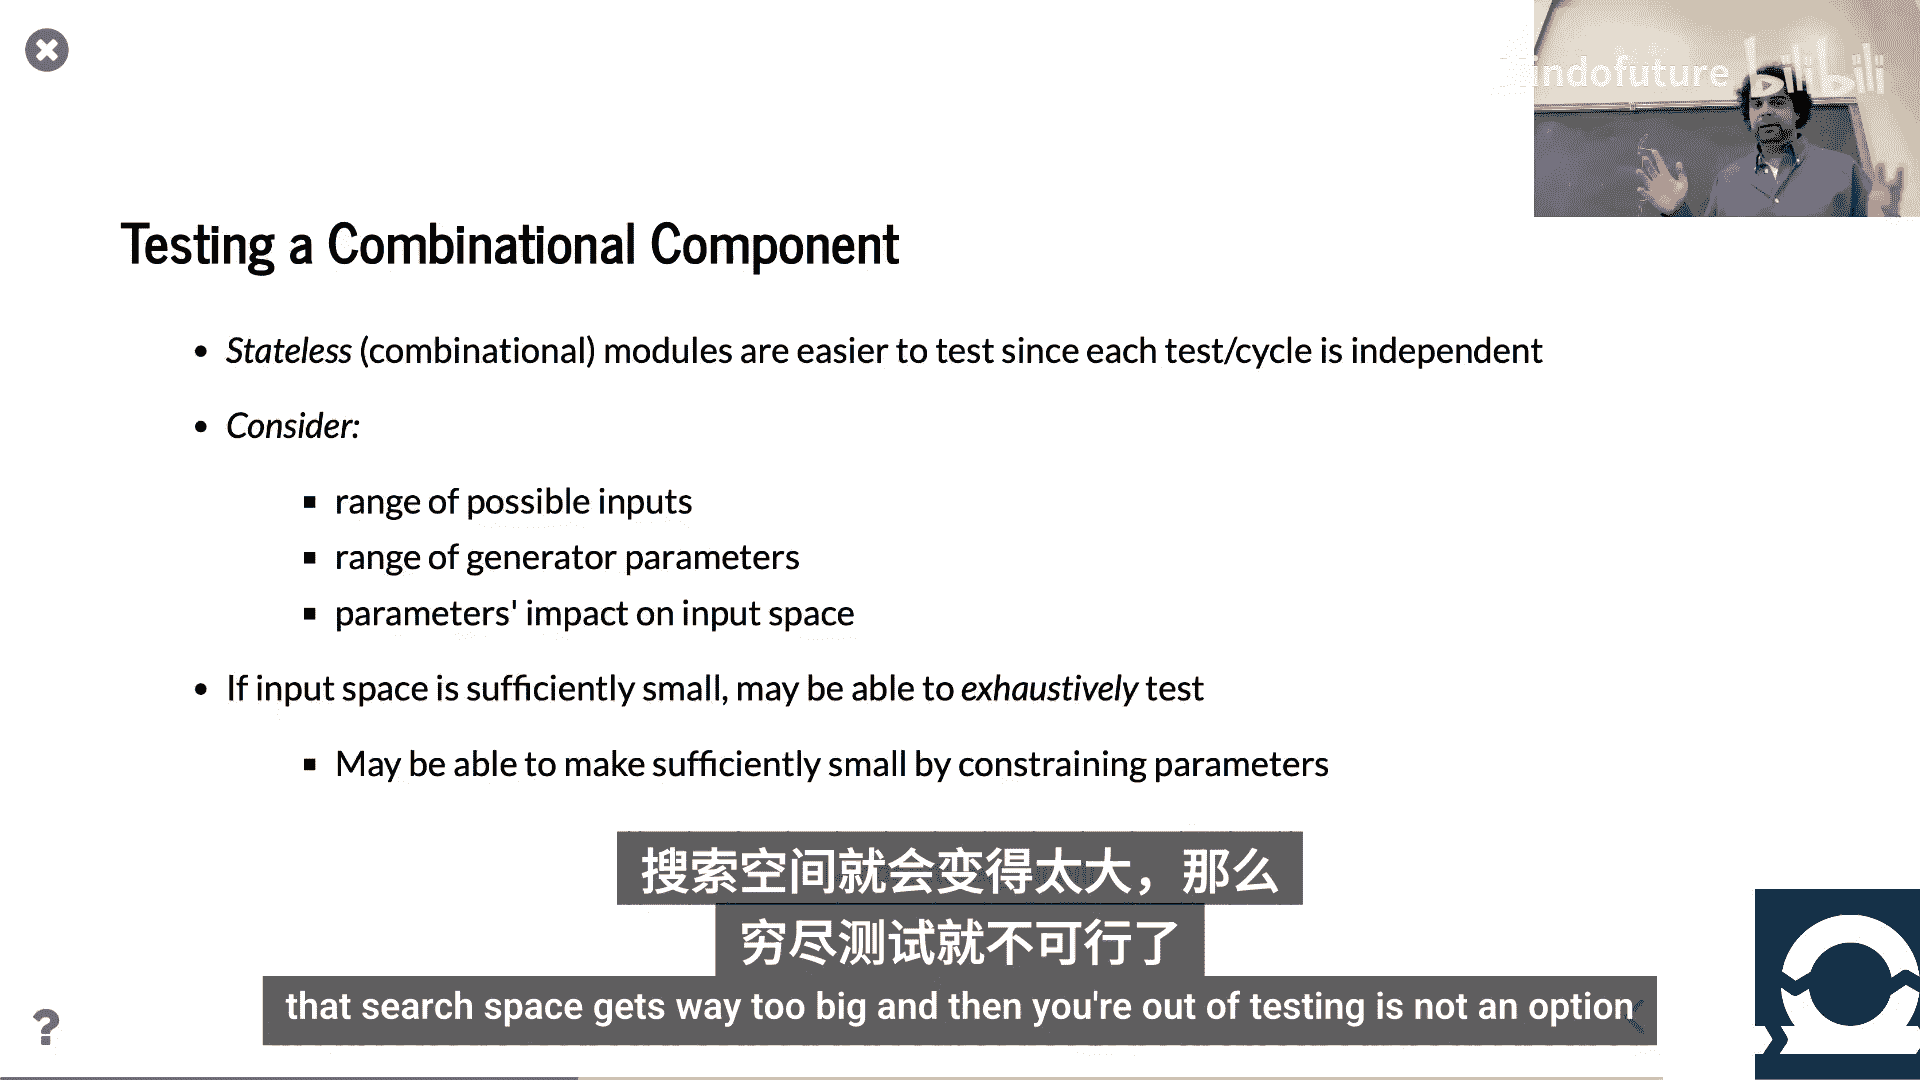 indofuture bilibili
Testing a Combinational Component
• Stateless (combinational) modules are easier to test since each test/cycle is independent
• Consider:
▪ range of possible inputs
▪ range of generator parameters
▪ parameters' impact on input space
• If input space is sufficiently small, may be able to exhaustively test
▪ May be able to make sufficiently small by constraining parameters
搜索空间就会变得太大，那么
穷尽测试就不可行了
that search space gets way too big and then you're out of testing is not an option
?